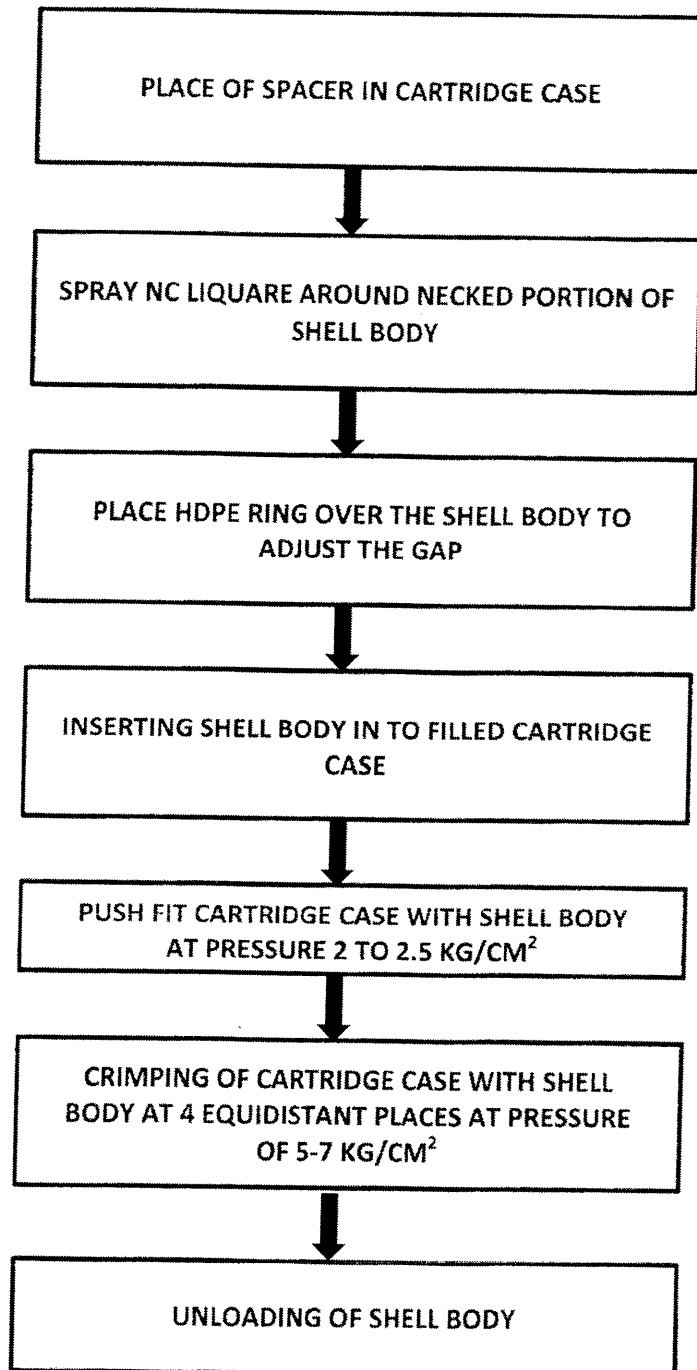 PLACE OF SPACER IN CARTRIDGE CASE
SPRAY NC LIQUARE AROUND NECKED PORTION OF
SHELL BODY
PLACE HDPE RING OVER THE SHELL BODY TO
ADJUST THE GAP
INSERTING SHELL BODY IN TO FILLED CARTRIDGE
CASE
PUSH FIT CARTRIDGE CASE WITH SHELL BODY
AT PRESSURE 2 TO 2.5 KG/CM²
CRIMPING OF CARTRIDGE CASE WITH SHELL
BODY AT 4 EQUIDISTANT PLACES AT PRESSURE
OF 5-7 KG/CM²
UNLOADING OF SHELL BODY